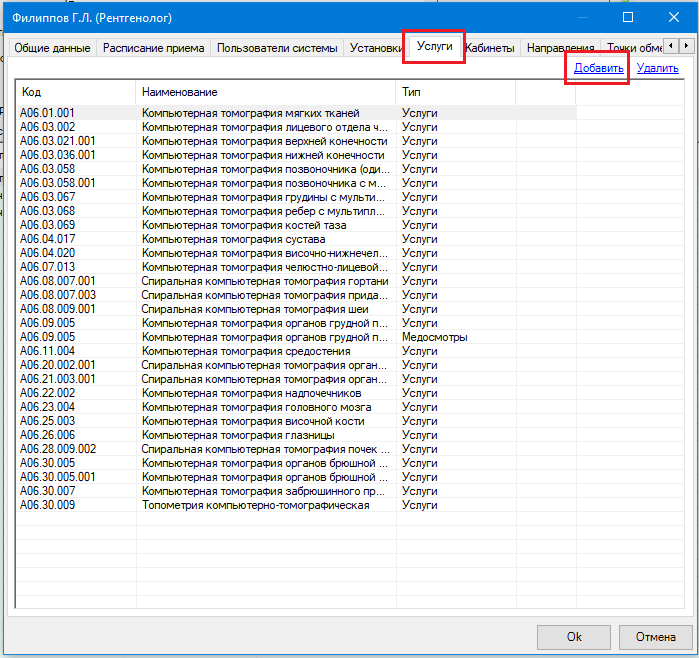 Филиппов Г.Л. (Рентгенолог)
Общие данные Расписание приема Пользователи системы Установки Услуги Кабинеты Направления Точки обме
Добавить Удалить
Код Наименование Тип
A06.01.001 Компьютерная томография мягких тканей Услуги
A06.03.002 Компьютерная томография лицевого отдела ч... Услуги
A06.03.021.001 Компьютерная томография верхней конечности Услуги
A06.03.036.001 Компьютерная томография нижней конечности Услуги
A06.03.058 Компьютерная томография позвоночника (оди... Услуги
A06.03.058.001 Компьютерная томография позвоночника с м... Услуги
A06.03.067 Компьютерная томография грудины с мульти... Услуги
A06.03.068 Компьютерная томография ребер с мультипл... Услуги
A06.03.069 Компьютерная томография костей таза Услуги
A06.04.017 Компьютерная томография сустава Услуги
A06.04.020 Компьютерная томография височно-нижнечел... Услуги
A06.07.013 Компьютерная томография челюстно-лицевой... Услуги
A06.08.007.001 Спиральная компьютерная томография гортани Услуги
A06.08.007.003 Спиральная компьютерная томография прида... Услуги
A06.08.009.001 Спиральная компьютерная томография шеи Услуги
A06.09.005 Компьютерная томография органов грудной п... Услуги
A06.09.005 Компьютерная томография органов грудной п... Медосмотры
A06.11.004 Компьютерная томография средостения Услуги
A06.20.002.001 Спиральная компьютерная томография орган... Услуги
A06.21.003.001 Спиральная компьютерная томография орган... Услуги
A06.22.002 Компьютерная томография надпочечников Услуги
A06.23.004 Компьютерная томография головного мозга Услуги
A06.25.003 Компьютерная томография височной кости Услуги
A06.26.006 Компьютерная томография глазницы Услуги
A06.28.009.002 Спиральная компьютерная томография почек ... Услуги
A06.30.005 Компьютерная томография органов брюшной ... Услуги
A06.30.005.001 Компьютерная томография органов брюшной ... Услуги
A06.30.007 Компьютерная томография забрюшинного пр... Услуги
A06.30.009 Топометрия компьютерно-томографическая Услуги
Ok Отмена